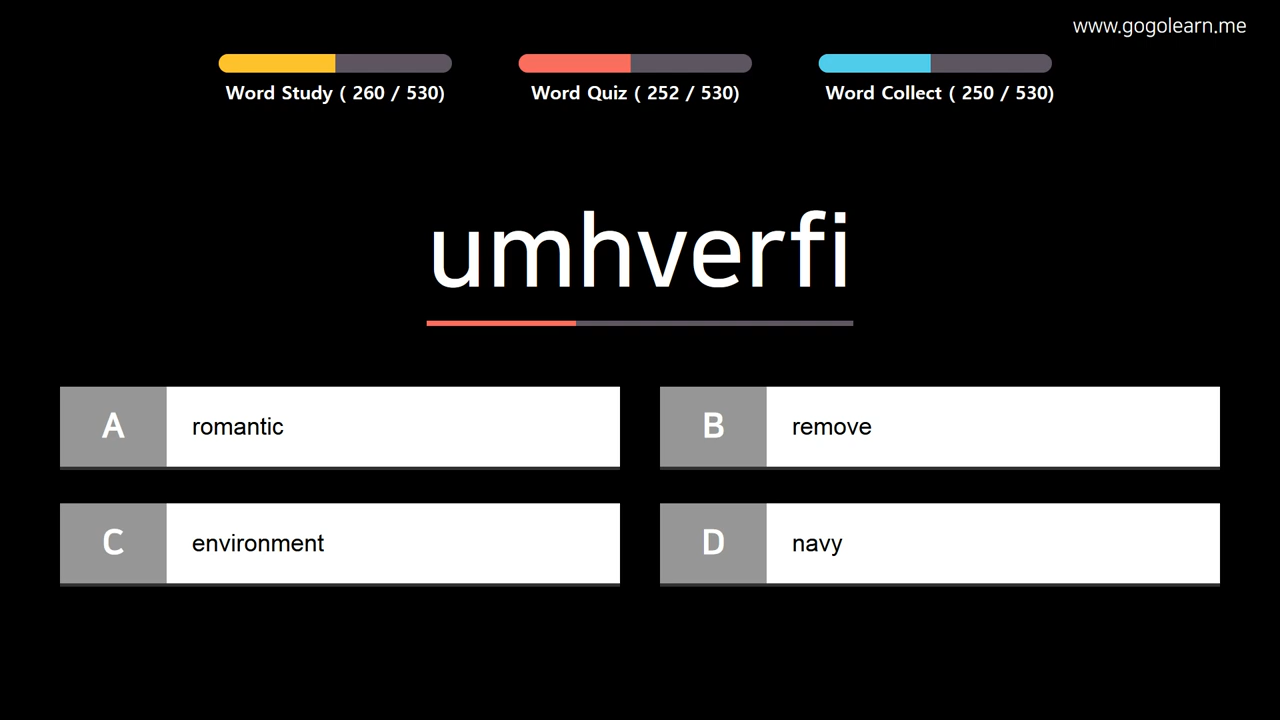 www.gogolearn.me
Word Study ( 260 / 530)
Word Quiz ( 252 / 530)
Word Collect ( 250 / 530)
umhverfi
A
romantic
B
remove
C
environment
D
navy